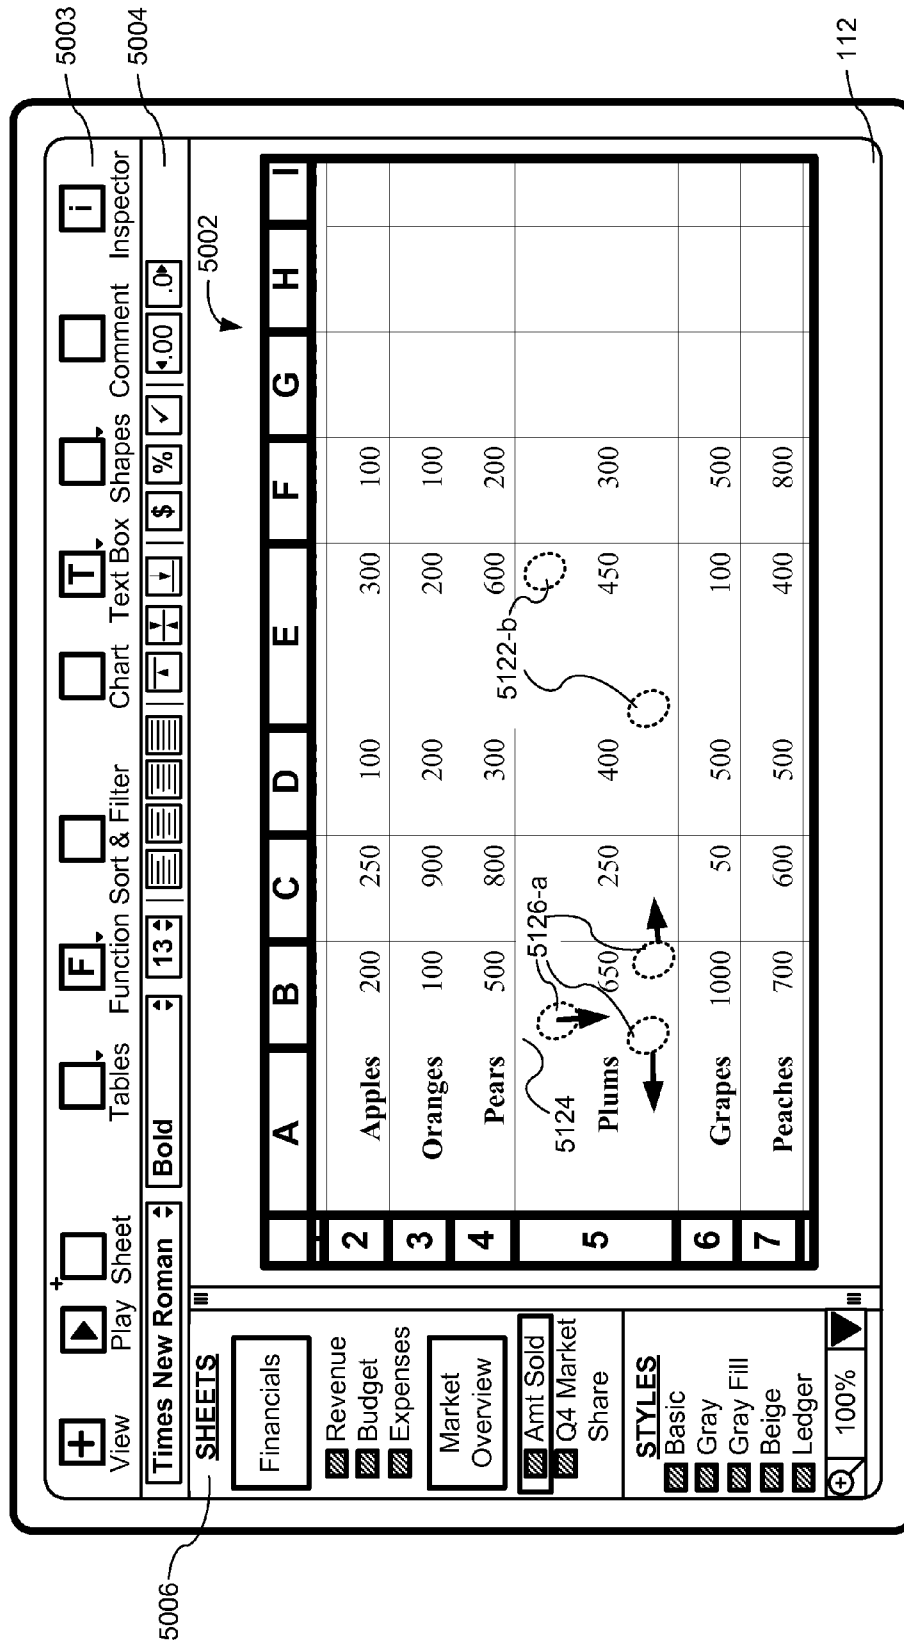 5003
5004
View Play Sheet Tables Function Sort & Filter Chart Text Box Shapes Comment Inspector
+ + F T i
Times New Roman Bold 13 $ % ✓ .00 .0
5006
SHEETS
Financials
Revenue
Budget
Expenses
Market
Overview
Amt Sold
Q4 Market
Share
STYLES
Basic
Gray
Gray Fill
Beige
Ledger
+ 100%
5002
A B C D E F G H I
2 Apples 200 250 100 300 100
3 Oranges 100 900 200 200 100
4 Pears 500 800 300 600 200
5124
5126-a
5122-b
5 Plums 650 250 400 450 300
6 Grapes 1000 50 500 100 500
7 Peaches 700 600 500 400 800
112